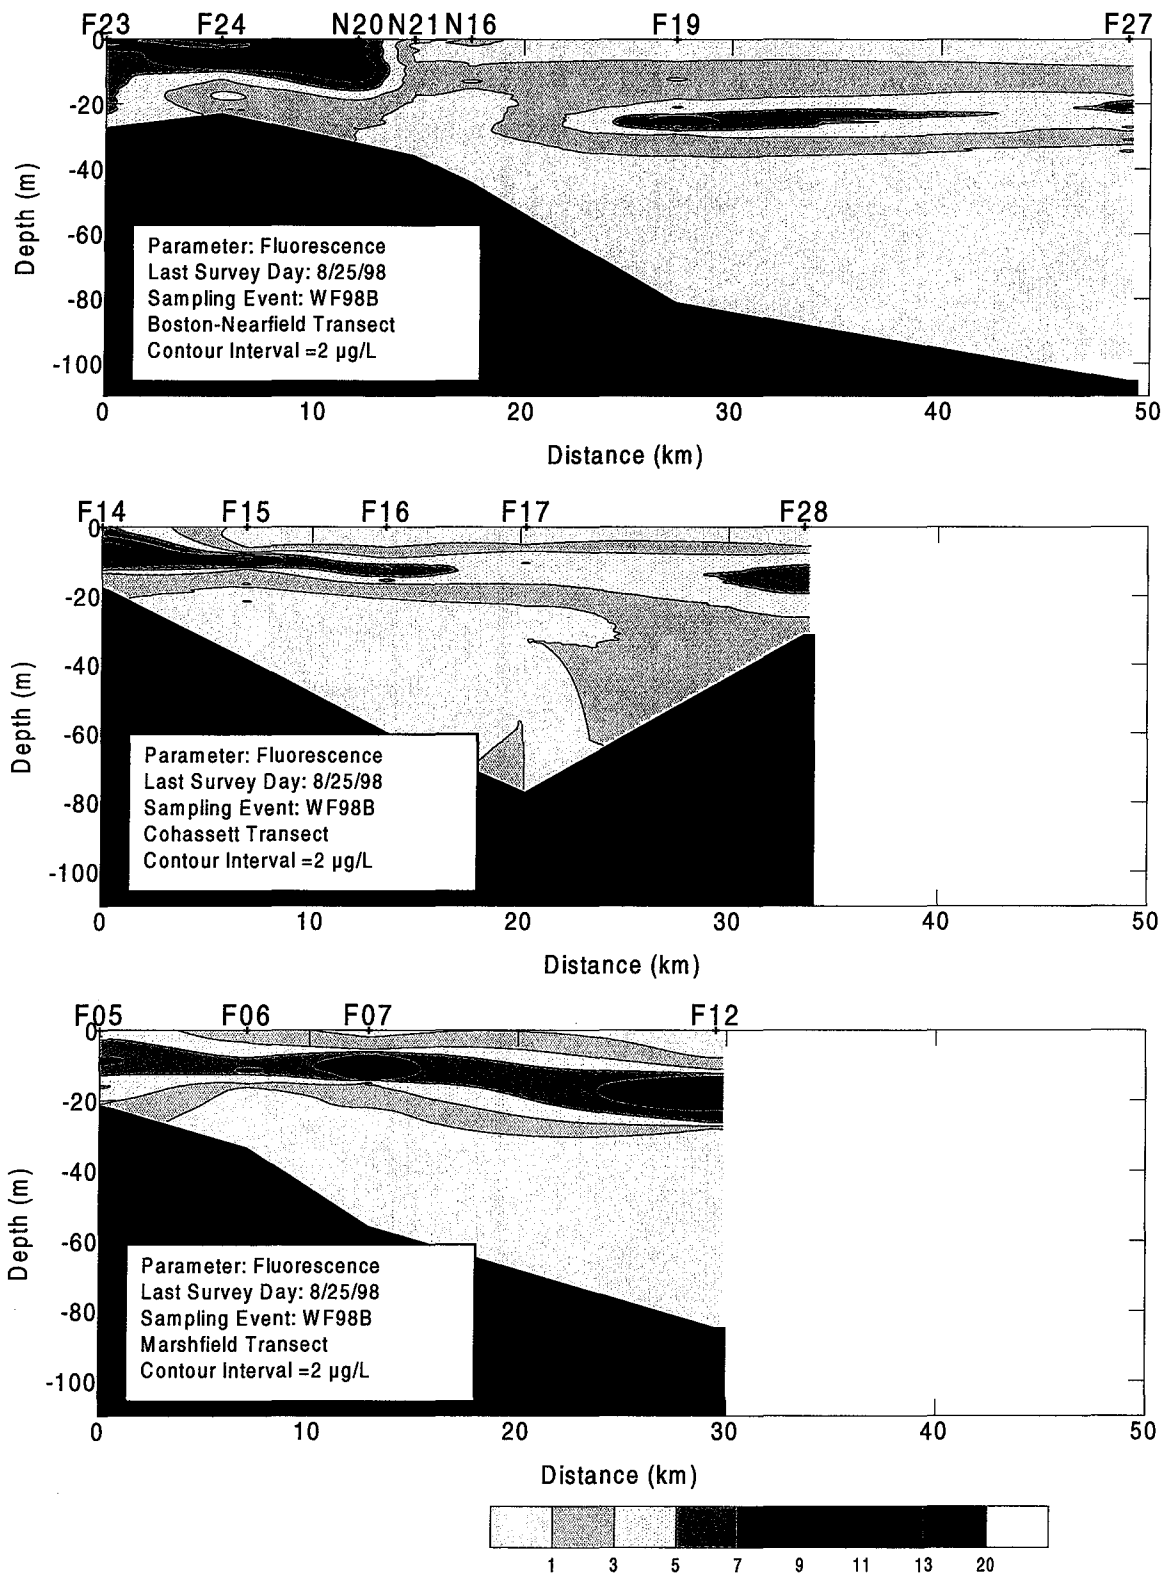 F23 F24 N20 N21 N16 F19 F27
0
-20
-40
-60
-80
-100
Depth (m)
Parameter: Fluorescence
Last Survey Day: 8/25/98
Sampling Event: WF98B
Boston-Nearfield Transect
Contour Interval =2 µg/L
0 10 20 30 40 50
Distance (km)
F14 F15 F16 F17 F28
0
-20
-40
-60
-80
-100
Depth (m)
Parameter: Fluorescence
Last Survey Day: 8/25/98
Sampling Event: WF98B
Cohassett Transect
Contour Interval =2 µg/L
0 10 20 30 40 50
Distance (km)
F05 F06 F07 F12
0
-20
-40
-60
-80
-100
Depth (m)
Parameter: Fluorescence
Last Survey Day: 8/25/98
Sampling Event: WF98B
Marshfield Transect
Contour Interval =2 µg/L
0 10 20 30 40 50
Distance (km)
1 3 5 7 9 11 13 20